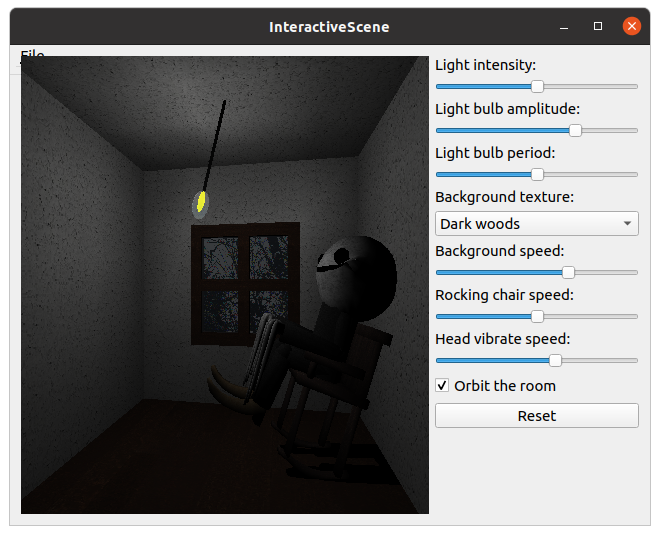 InteractiveScene
File
Light intensity:
Light bulb amplitude:
Light bulb period:
Background texture:
Dark woods
Background speed:
Rocking chair speed:
Head vibrate speed:
Orbit the room
Reset